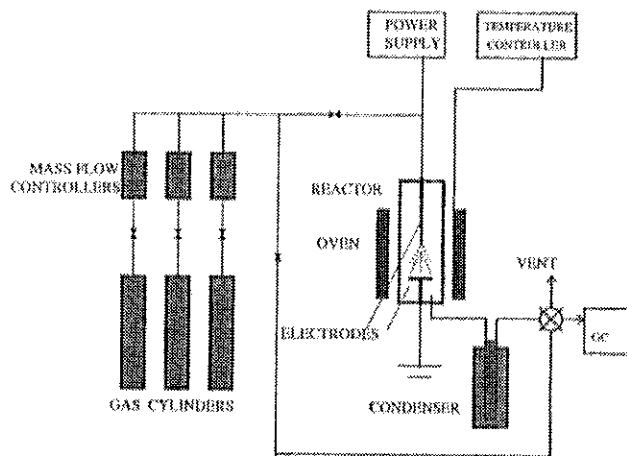 POWER
SUPPLY
TEMPERATURE
CONTROLLER
MASS FLOW
CONTROLLERS
REACTOR
OVEN
VENT
ELECTRODES
GC
GAS CYLINDERS
CONDENSER